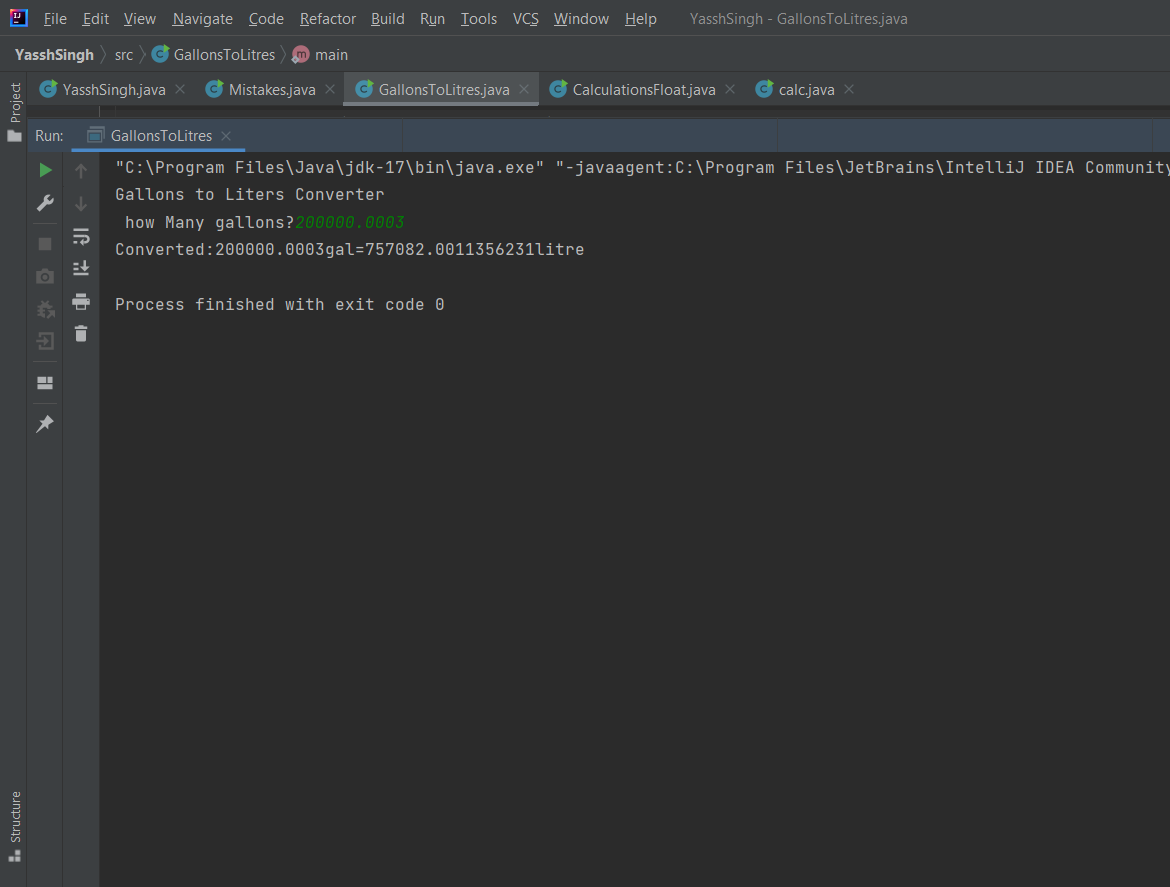 File Edit View Navigate Code Refactor Build Run Tools VCS Window Help YasshSingh - GallonsToLitres.java
YasshSingh src GallonsToLitres main
YasshSingh.java Mistakes.java GallonsToLitres.java CalculationsFloat.java calc.java
Project
Run: GallonsToLitres
"C:\Program Files\Java\jdk-17\bin\java.exe" "-javaagent:C:\Program Files\JetBrains\IntelliJ IDEA Community
Gallons to Liters Converter
how Many gallons?200000.0003
Converted:200000.0003gal=757082.0011356231litre
Process finished with exit code 0
Structure